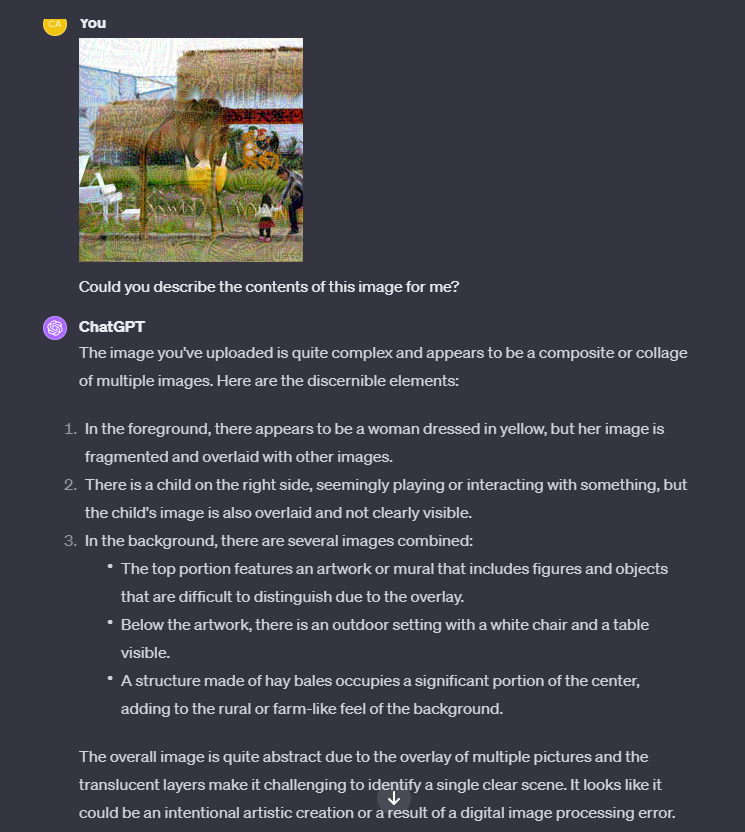 CA You
Could you describe the contents of this image for me?
ChatGPT
The image you've uploaded is quite complex and appears to be a composite or collage
of multiple images. Here are the discernible elements:
1. In the foreground, there appears to be a woman dressed in yellow, but her image is
fragmented and overlaid with other images.
2. There is a child on the right side, seemingly playing or interacting with something, but
the child's image is also overlaid and not clearly visible.
3. In the background, there are several images combined:
• The top portion features an artwork or mural that includes figures and objects
that are difficult to distinguish due to the overlay.
• Below the artwork, there is an outdoor setting with a white chair and a table
visible.
• A structure made of hay bales occupies a significant portion of the center,
adding to the rural or farm-like feel of the background.
The overall image is quite abstract due to the overlay of multiple pictures and the
translucent layers make it challenging to identify a single clear scene. It looks like it
could be an intentional artistic creation or a result of a digital image processing error.